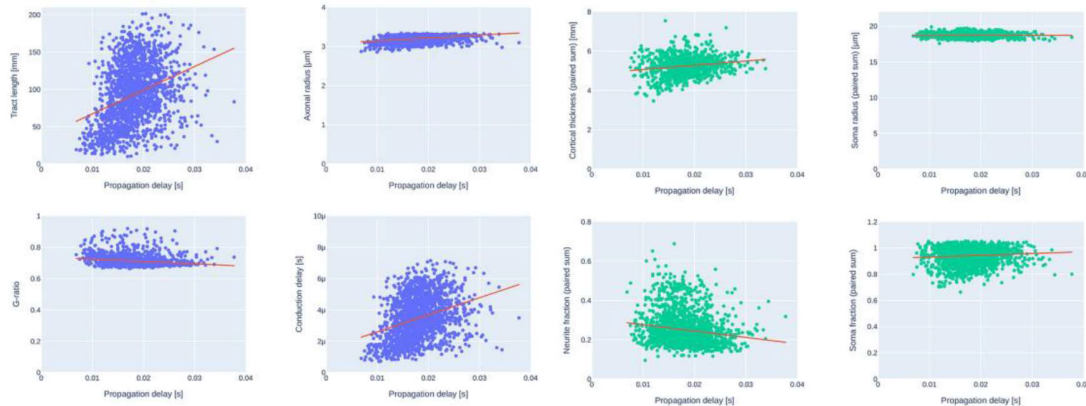 Tract length [mm]
200
150
100
50
0
0 0.01 0.02 0.03 0.04
Propagation delay [s]
Axonal radius [µm]
4
3
2
1
0
0 0.01 0.02 0.03 0.04
Propagation delay [s]
Cortical thickness (paired sum) [mm]
8
6
4
2
0 0.01 0.02 0.03 0.04
Propagation delay [s]
Soma radius (paired sum) [µm]
20
15
10
5
0
0 0.01 0.02 0.03 0.04
Propagation delay [s]
G-ratio
1
0.8
0.6
0.4
0.2
0
0 0.01 0.02 0.03 0.04
Propagation delay [s]
Conduction delay [s]
10µ
8µ
6µ
4µ
2µ
0
0 0.01 0.02 0.03 0.04
Propagation delay [s]
Neurite fraction (paired sum)
0.8
0.6
0.4
0.2
0
0 0.01 0.02 0.03 0.04
Propagation delay [s]
Soma fraction (paired sum)
1.2
1
0.8
0.6
0.4
0.2
0
0 0.01 0.02 0.03 0.04
Propagation delay [s]